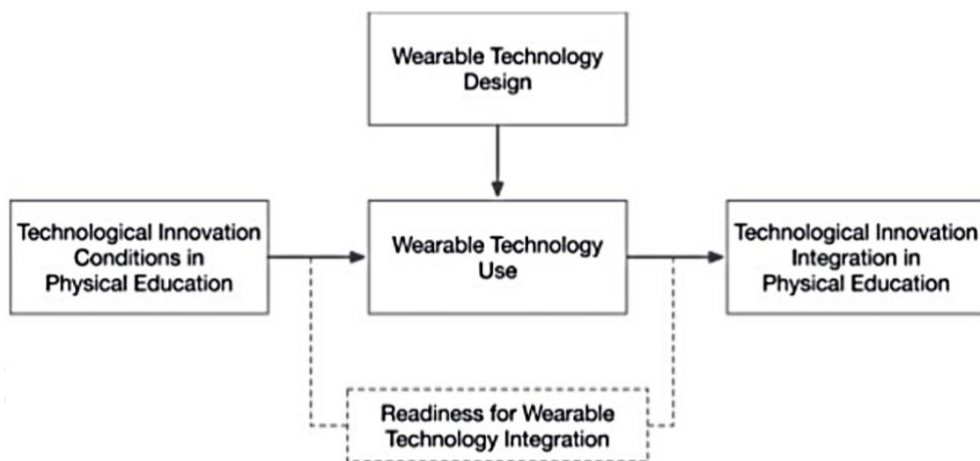 Wearable Technology
Design
Technological Innovation
Conditions in
Physical Education
Wearable Technology
Use
Technological Innovation
Integration in
Physical Education
Readiness for Wearable
Technology Integration